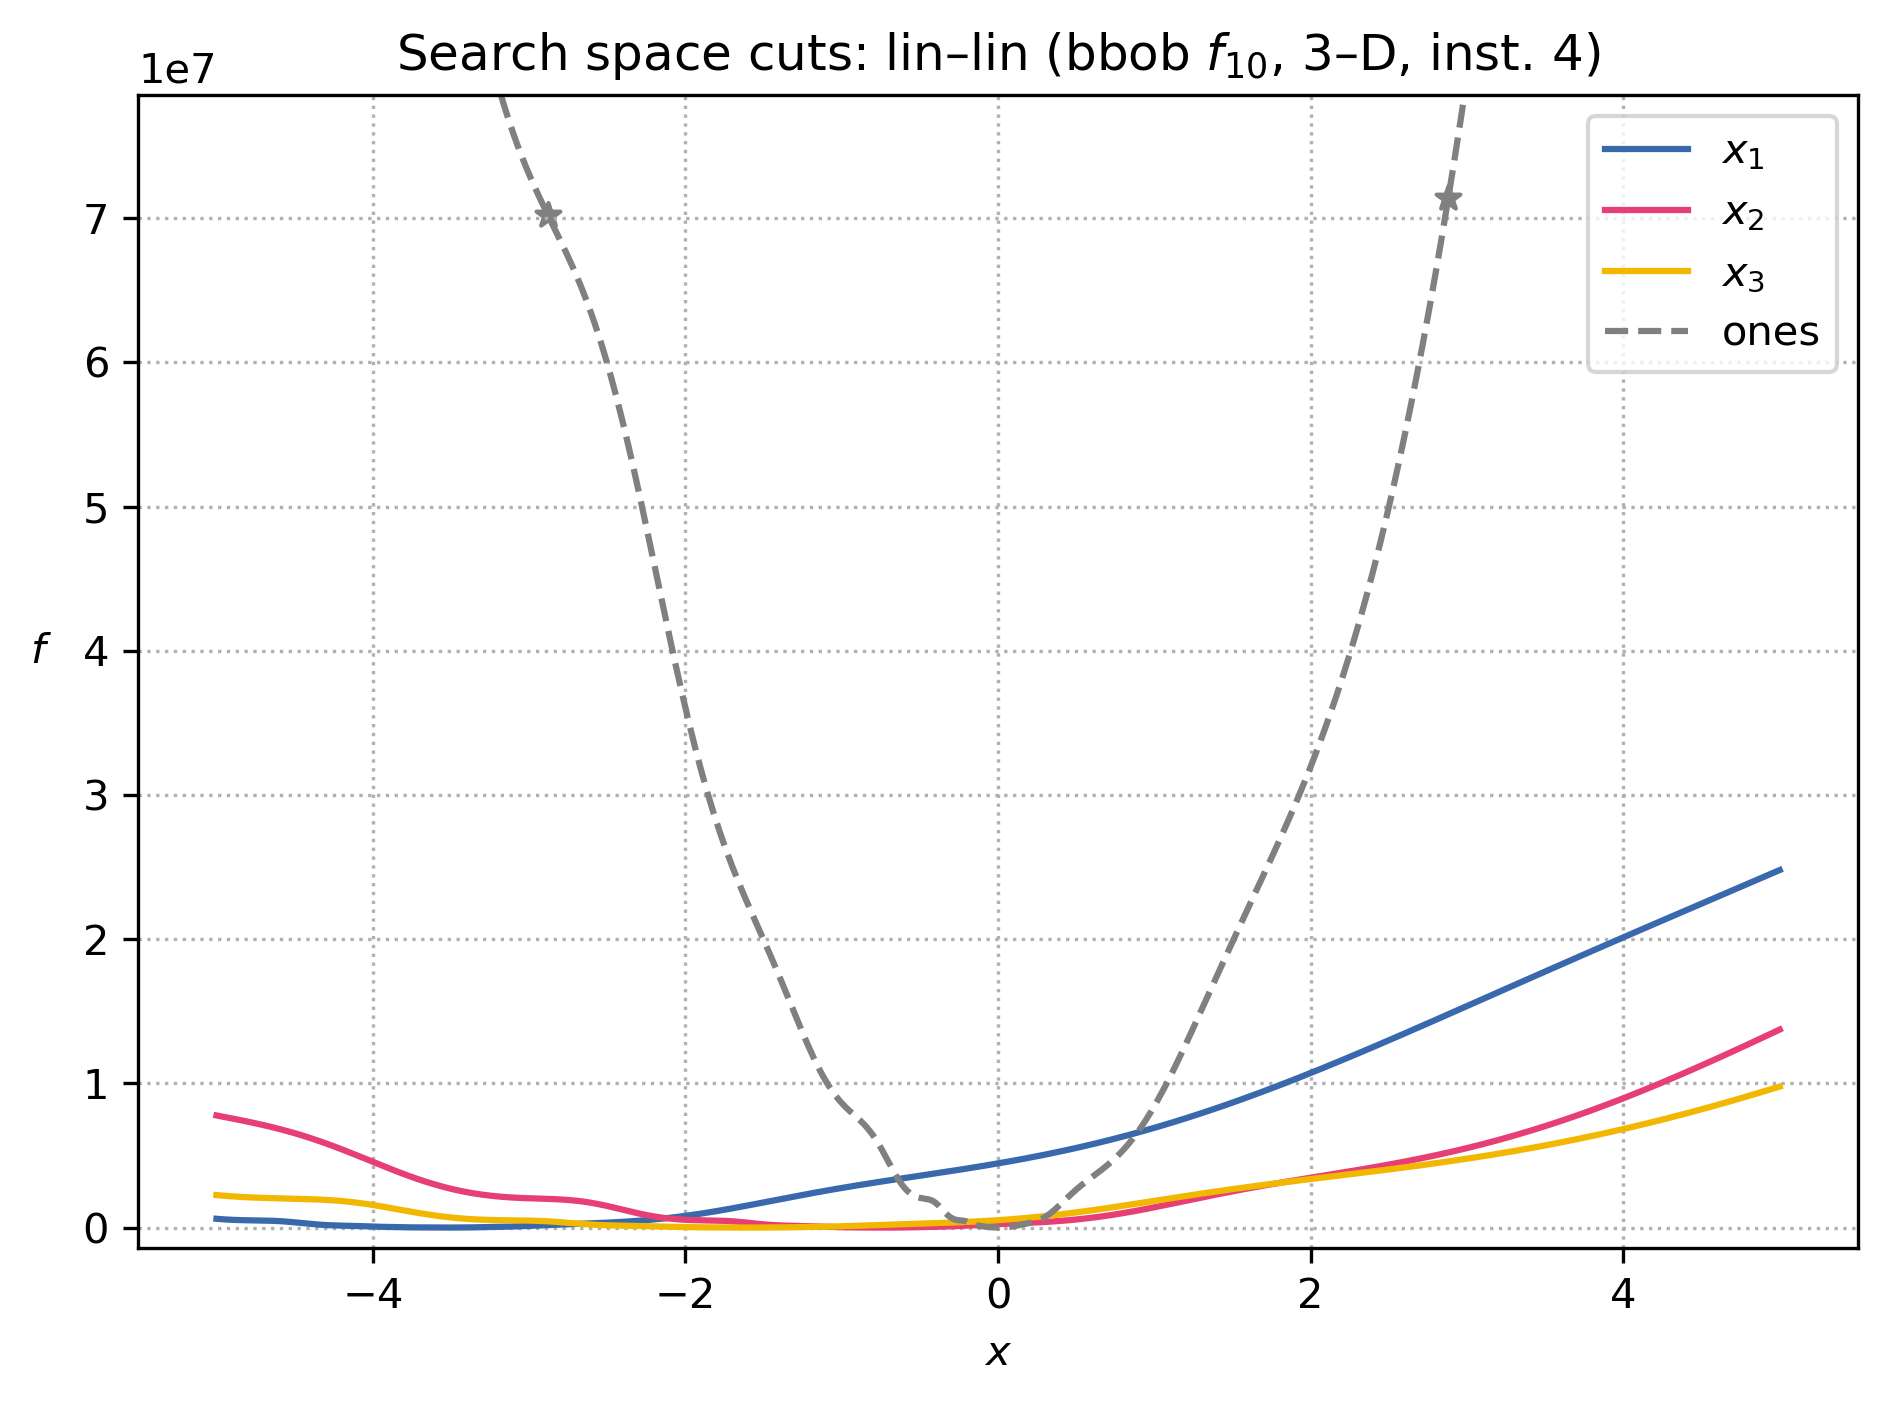 Search space cuts: lin–lin (bbob f10, 3–D, inst. 4)
1e7
7
6
5
4
3
2
1
0
f
−4
−2
0
2
4
x
x1
x2
x3
ones